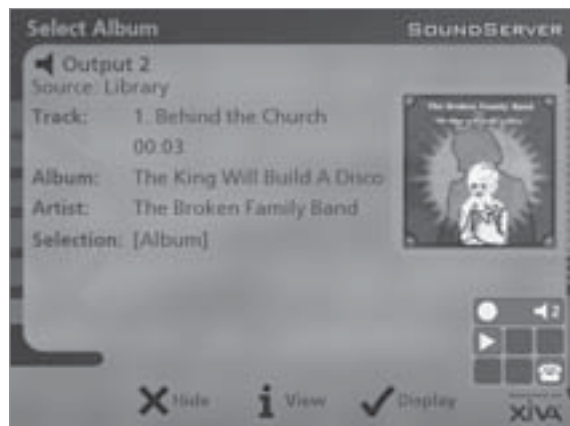 Select Album
SOUNDSERVER
Output 2
Source: Library
Track: 1. Behind the Church
00:03
Album: The King Will Build A Disco
Artist: The Broken Family Band
Selection: [Album]
The Broken Family Band
2
Hide
View
Display
XiVA